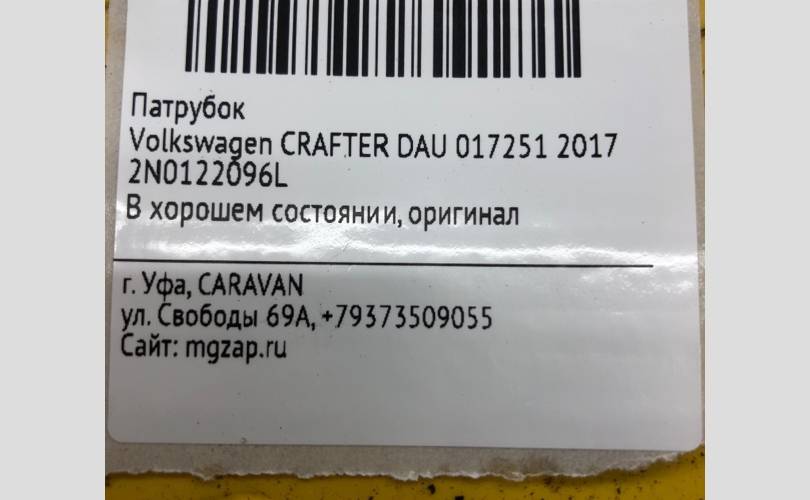 Патрубок
Volkswagen CRAFTER DAU 017251 2017
2N0122096L
В хорошем состоянии, оригинал
г. Уфа, CARAVAN
ул. Свободы 69А, +79373509055
Сайт: mgzap.ru